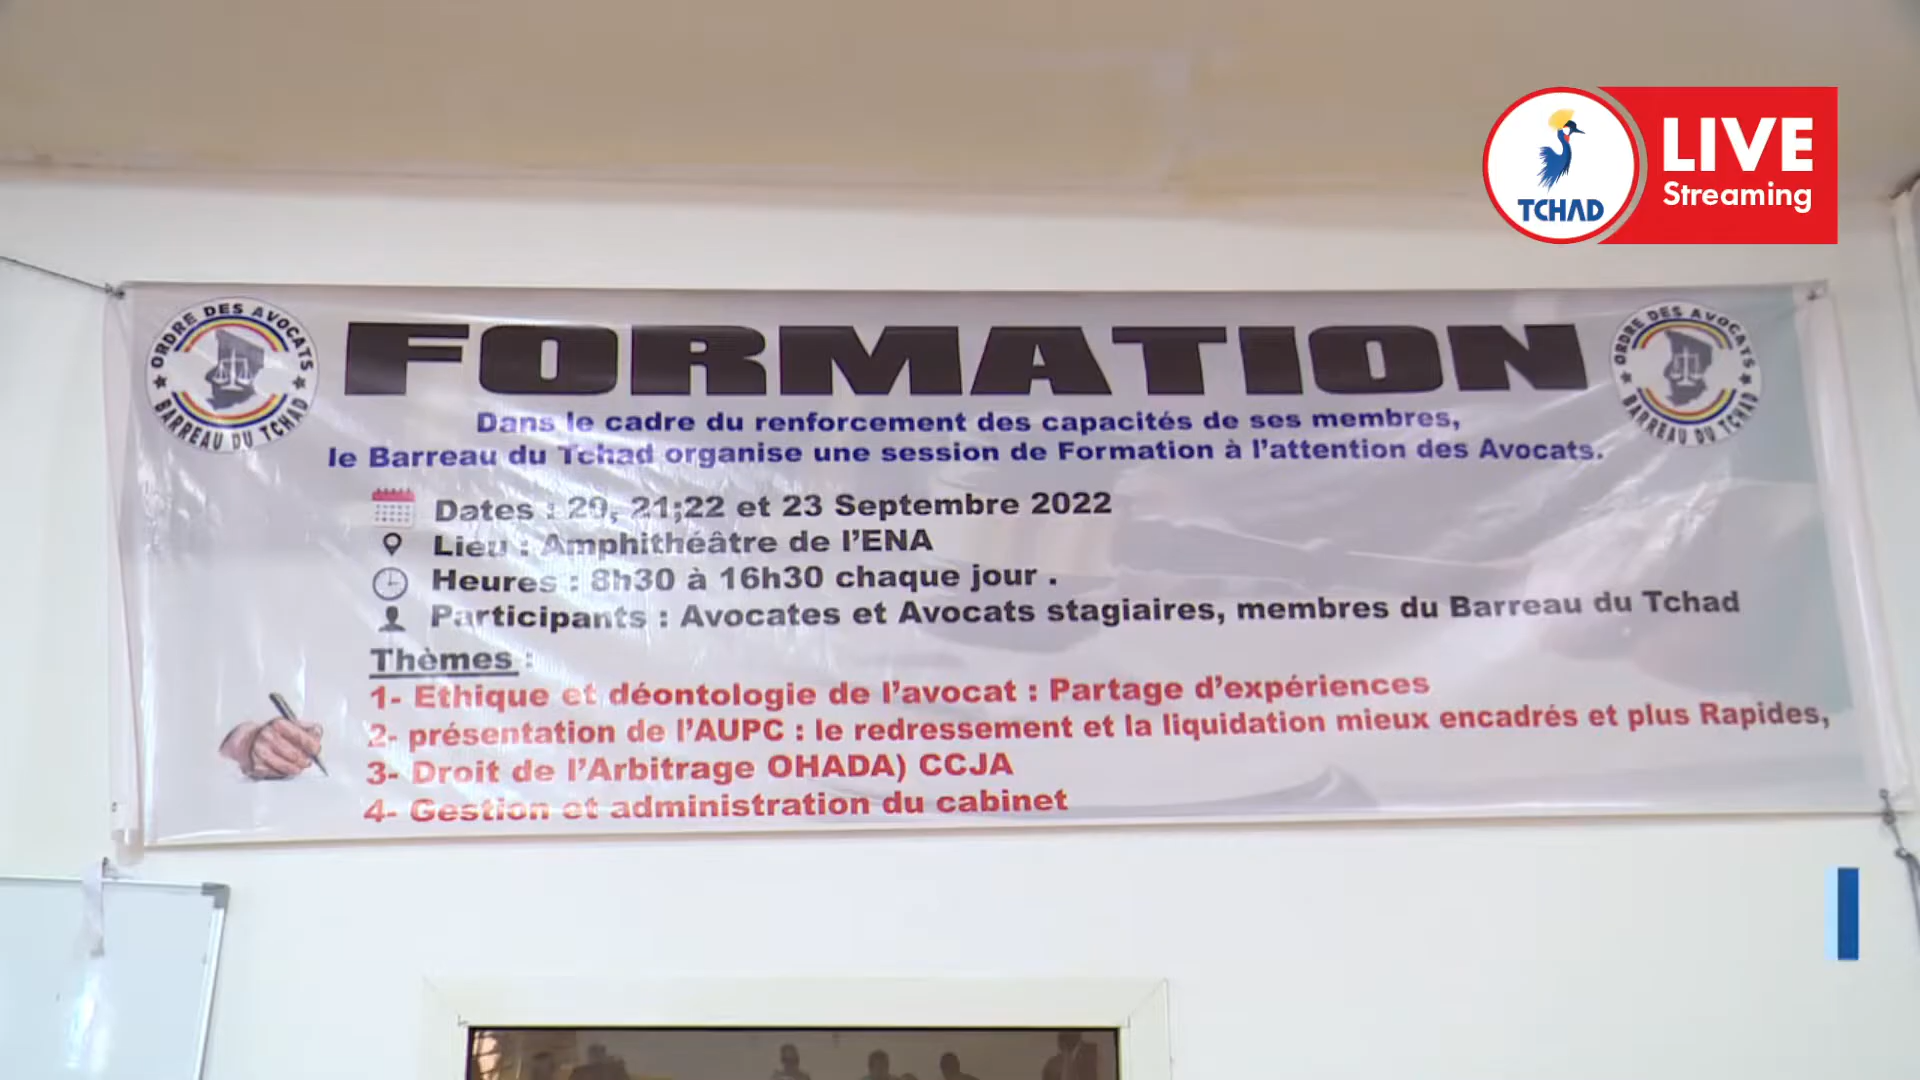 TCHAD
LIVE
Streaming
ORDRE DES AVOCATS
BARREAU DU TCHAD
FORMATION
ORDRE DES AVOCATS
BARREAU DU TCHAD
Dans le cadre du renforcement des capacités de ses membres,
le Barreau du Tchad organise une session de Formation à l'attention des Avocats.
Dates : 20, 21;22 et 23 Septembre 2022
Lieu : Amphithéâtre de l'ENA
Heures : 8h30 à 16h30 chaque jour .
Participants : Avocates et Avocats stagiaires, membres du Barreau du Tchad
Thèmes :
1- Ethique et déontologie de l'avocat : Partage d'expériences
2- présentation de l'AUPC : le redressement et la liquidation mieux encadrés et plus Rapides,
3- Droit de l'Arbitrage OHADA) CCJA
4- Gestion et administration du cabinet